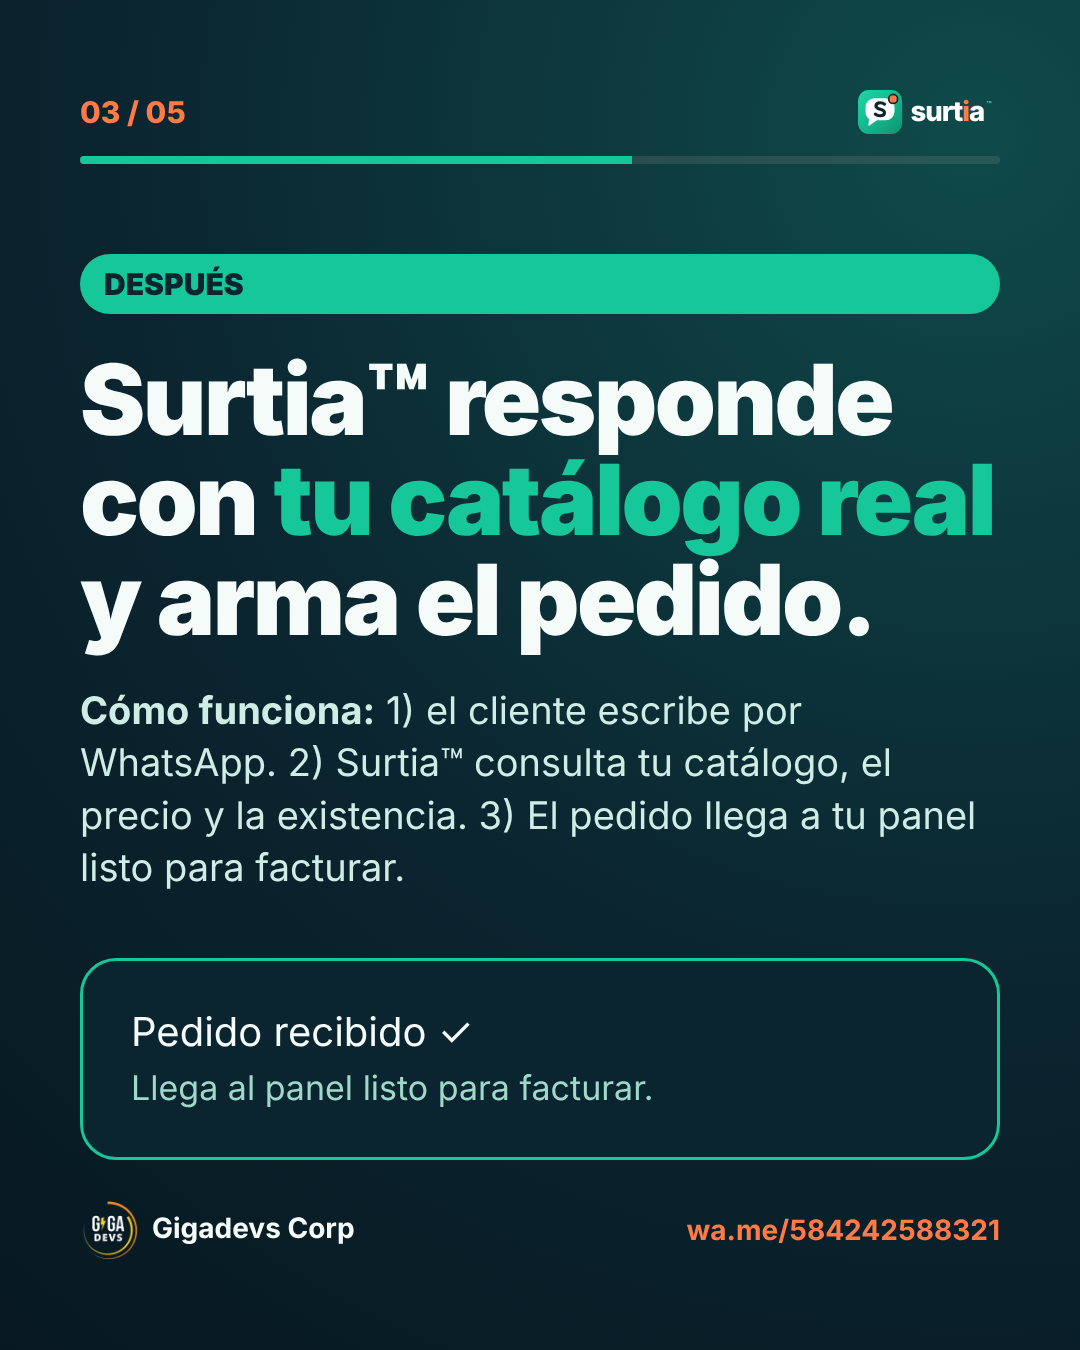 03 / 05
S surtia™
DESPUÉS
Surtia™ responde
con tu catálogo real
y arma el pedido.
Cómo funciona: 1) el cliente escribe por
WhatsApp. 2) Surtia™ consulta tu catálogo, el
precio y la existencia. 3) El pedido llega a tu panel
listo para facturar.
Pedido recibido ✓
Llega al panel listo para facturar.
GIGA
DEVS
Gigadevs Corp
wa.me/584242588321